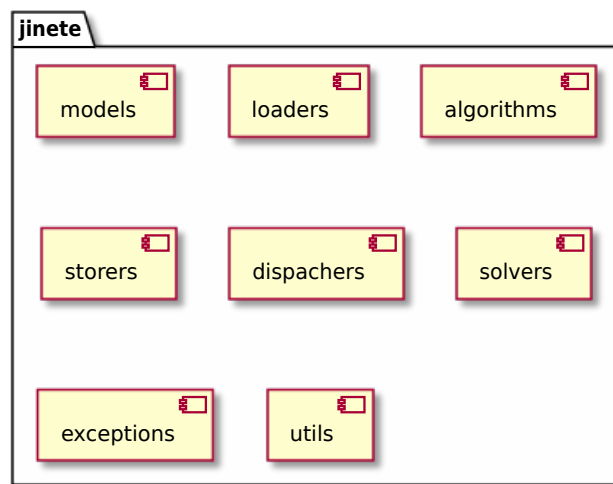 jinete
models
loaders
algorithms
storers
dispachers
solvers
exceptions
utils